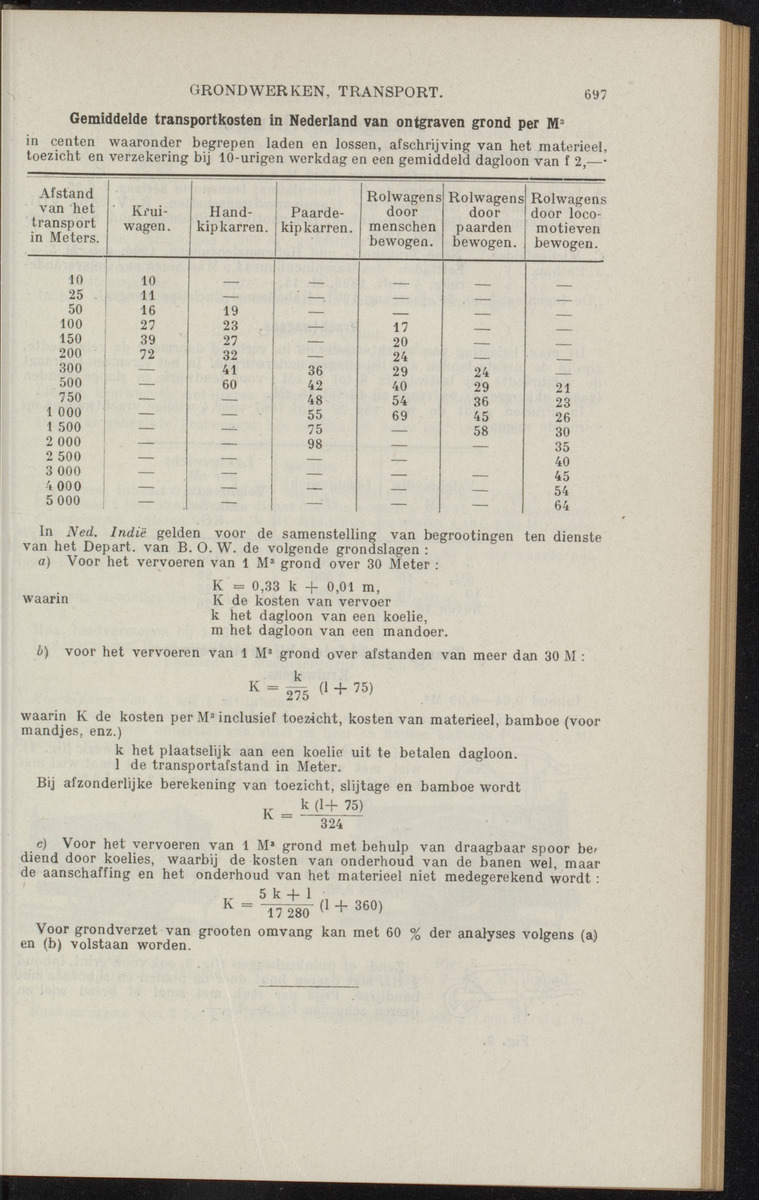 GRONDWERKEN, TRANSPORT. 697
Gemiddelde transportkosten in Nederland van ontgraven grond per M³
in centen waaronder begrepen laden en lossen, afschrijving van het materieel,
toezicht en verzekering bij 10-urigen werkdag en een gemiddeld dagloon van f 2,—.
Afstand van het transport in Meters. | Kruiwagen. | Handkipkarren. | Paardekipkarren. | Rolwagens door menschen bewogen. | Rolwagens door paarden bewogen. | Rolwagens door locomotieven bewogen.
10 10 — — — — —
25 11 — — — — —
50 16 19 — — — —
100 27 23 — 17 — —
150 39 27 — 20 — —
200 72 32 — 24 — —
300 — 41 36 29 24 —
500 — 60 42 40 29 21
750 — — 48 54 36 23
1 000 — — 55 69 45 26
1 500 — — 75 — 58 30
2 000 — — 98 — — 35
2 500 — — — — 40
3 000 — — — — — 45
4 000 — — — — — 54
5 000 — — — — — 64
In Ned. Indië gelden voor de samenstelling van begrootingen ten dienste
van het Depart. van B. O. W. de volgende grondslagen :
a) Voor het vervoeren van 1 M³ grond over 30 Meter :
K = 0,33 k + 0,01 m,
waarin K de kosten van vervoer
k het dagloon van een koelie,
m het dagloon van een mandoer.
b) voor het vervoeren van 1 M³ grond over afstanden van meer dan 30 M :
K = k/275 (l + 75)
waarin K de kosten per M³ inclusief toezicht, kosten van materieel, bamboe (voor
mandjes, enz.)
k het plaatselijk aan een koelie uit te betalen dagloon.
l de transportafstand in Meter.
Bij afzonderlijke berekening van toezicht, slijtage en bamboe wordt
K = k (l + 75)/324
c) Voor het vervoeren van 1 M³ grond met behulp van draagbaar spoor be-
diend door koelies, waarbij de kosten van onderhoud van de banen wel, maar
de aanschaffing en het onderhoud van het materieel niet medegerekend wordt :
K = 5 k + 1/17 280 (l + 360)
Voor grondverzet van grooten omvang kan met 60 % der analyses volgens (a)
en (b) volstaan worden.